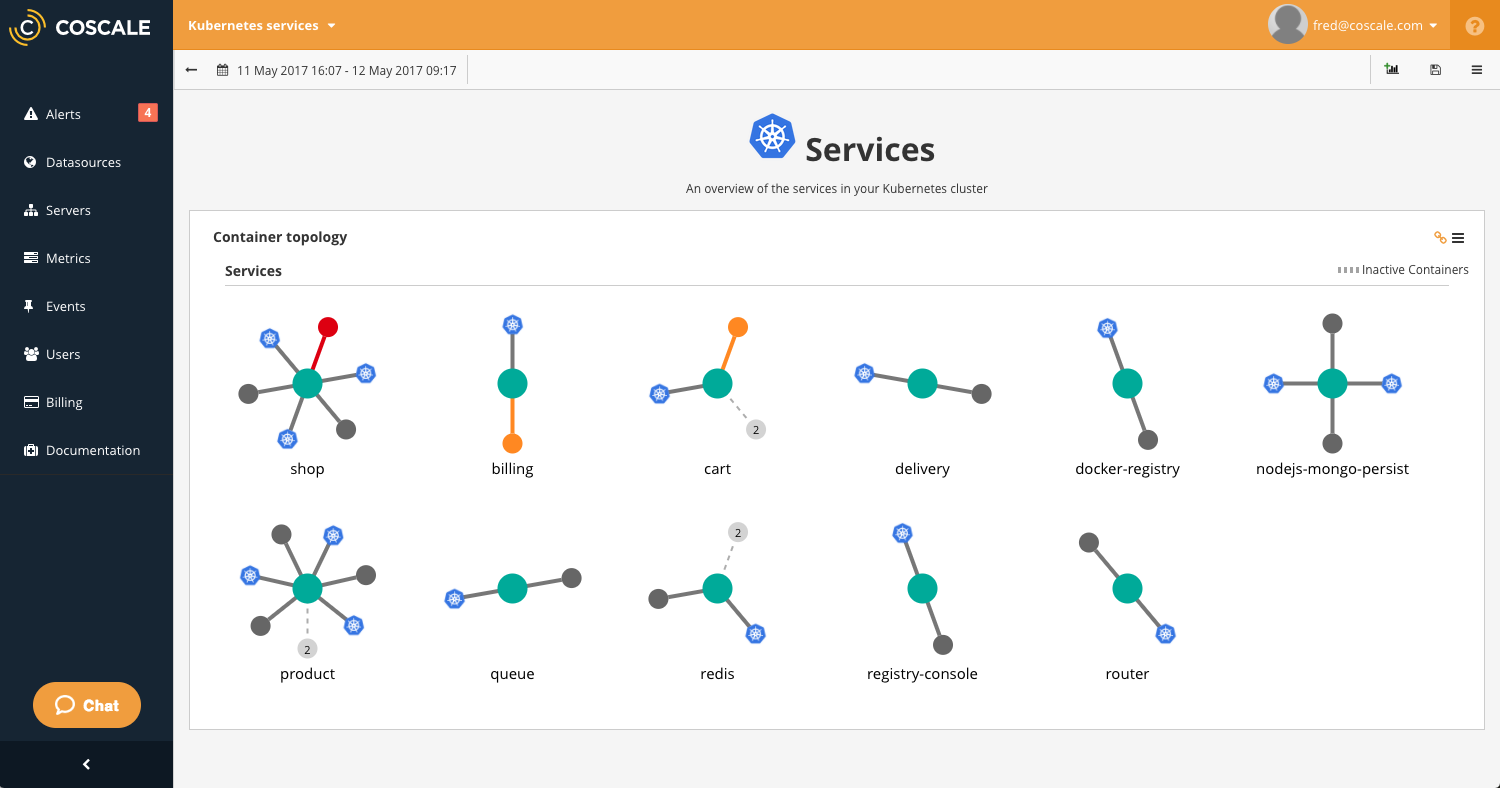 COSCALE
Kubernetes services
fred@coscale.com
?
11 May 2017 16:07 - 12 May 2017 09:17
Alerts 4
Datasources
Servers
Metrics
Events
Users
Billing
Documentation
Chat
Services
An overview of the services in your Kubernetes cluster
Container topology
Services
Inactive Containers
2
shop
billing
cart
delivery
docker-registry
nodejs-mongo-persist
2
2
product
queue
redis
registry-console
router